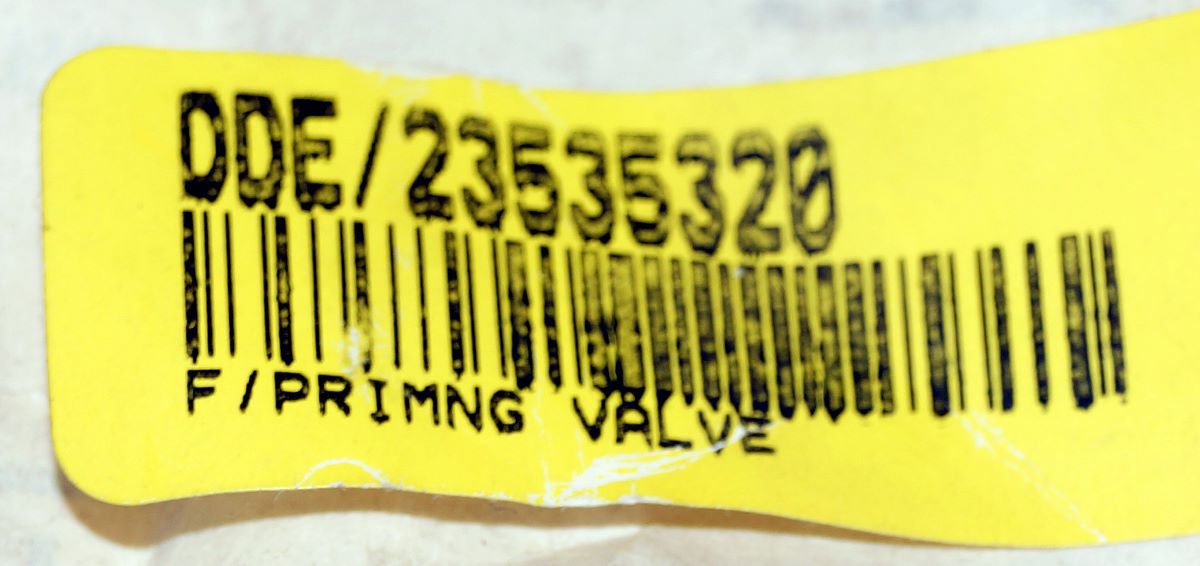 DDE/23535320
F/PRIMNG VALVE